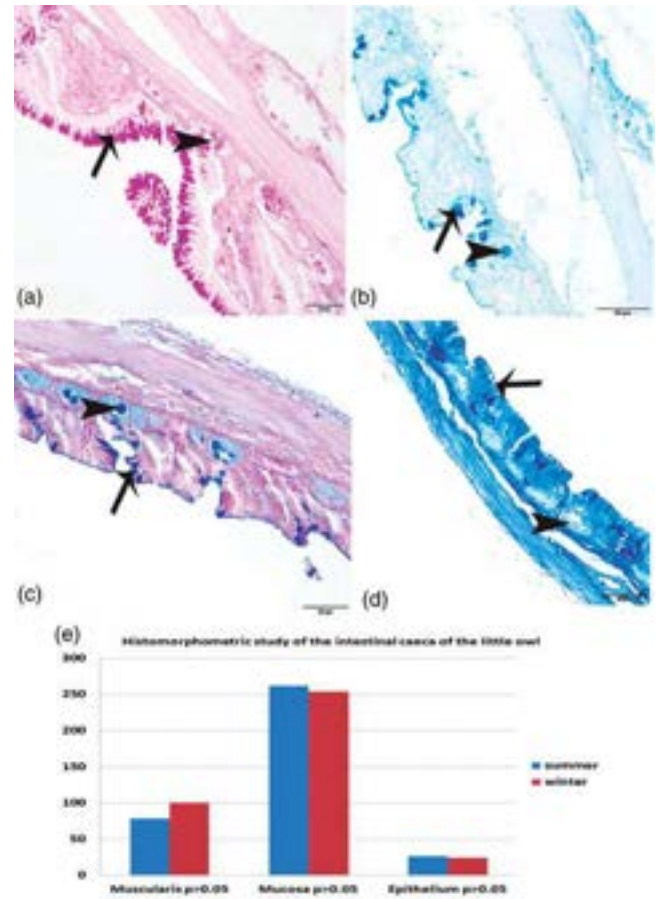 (a)
(b)
(c)
(d)
(e)
Histomorphometric study of the intestinal caeca of the little owl
300
250
200
150
100
50
0
summer
winter
Muscularis p>0.05 Mucosa p>0.05 Epithelium p>0.05